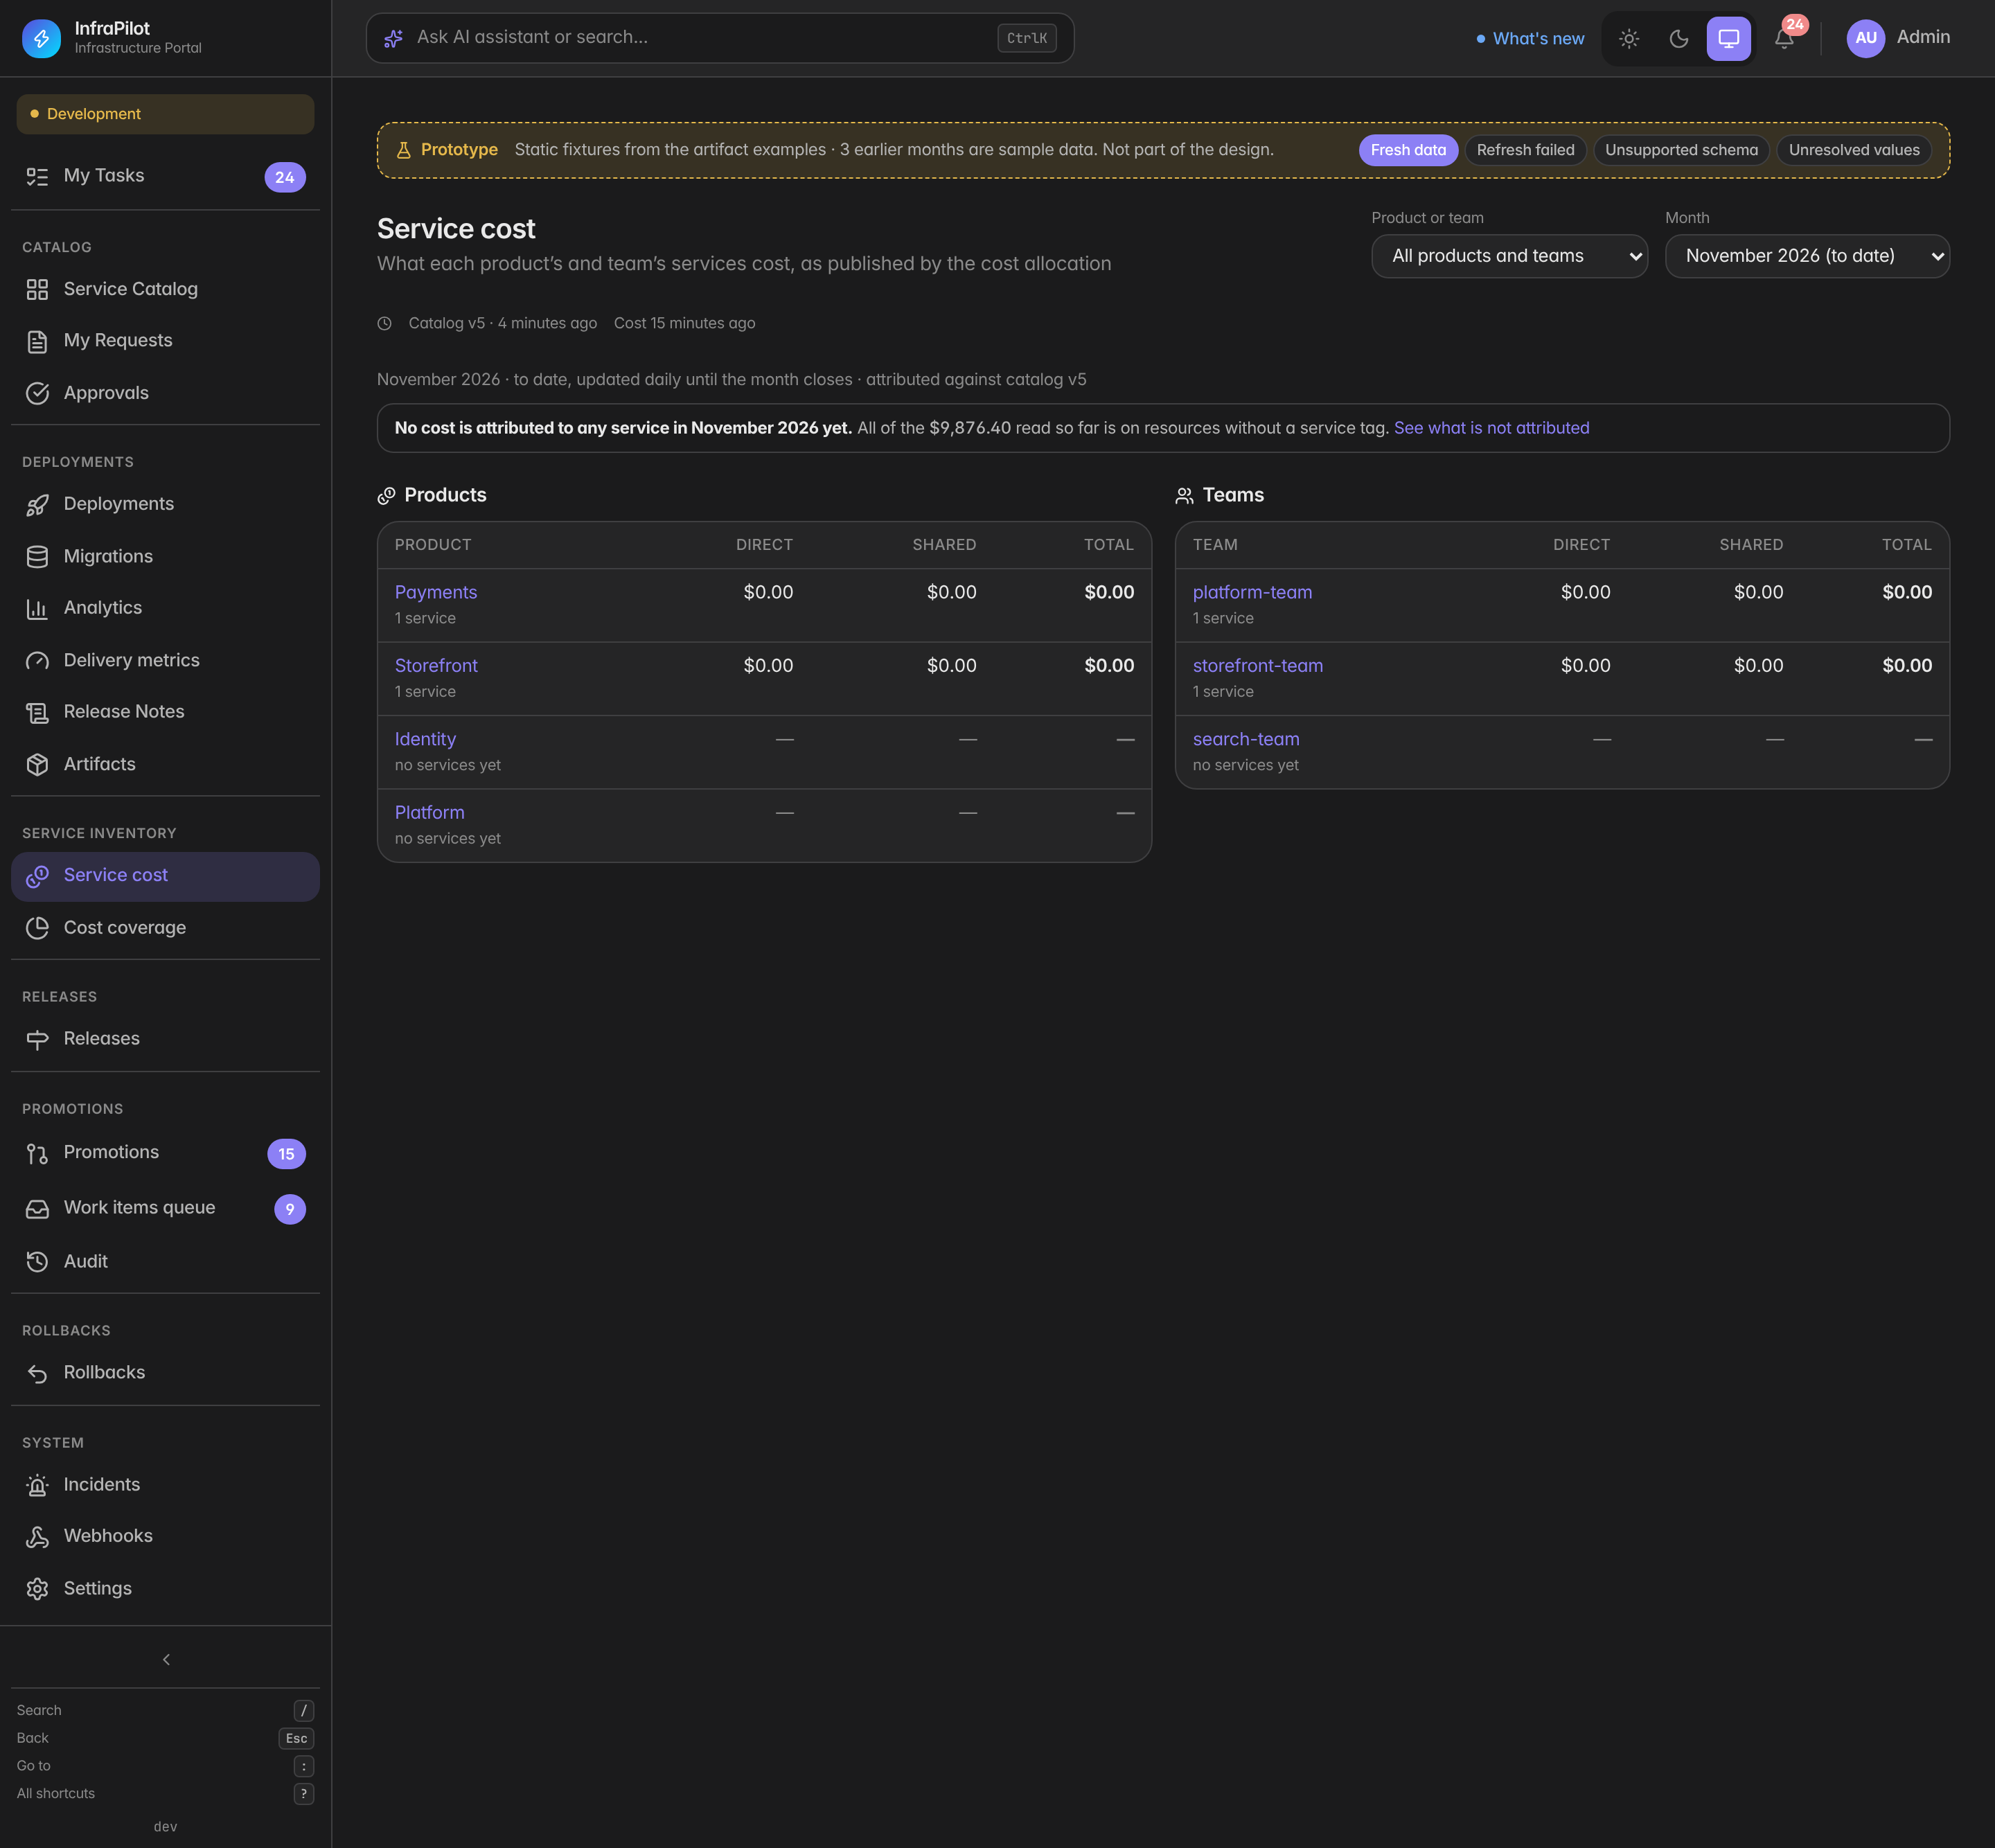 InfraPilot
Infrastructure Portal
Ask AI assistant or search...
CtrlK
What's new
24
AU
Admin
Development
My Tasks
24
CATALOG
Service Catalog
My Requests
Approvals
DEPLOYMENTS
Deployments
Migrations
Analytics
Delivery metrics
Release Notes
Artifacts
SERVICE INVENTORY
Service cost
Cost coverage
RELEASES
Releases
PROMOTIONS
Promotions
15
Work items queue
9
Audit
ROLLBACKS
Rollbacks
SYSTEM
Incidents
Webhooks
Settings
Search /
Back Esc
Go to :
All shortcuts ?
dev
Prototype Static fixtures from the artifact examples · 3 earlier months are sample data. Not part of the design.
Fresh data
Refresh failed
Unsupported schema
Unresolved values
Service cost
What each product’s and team’s services cost, as published by the cost allocation
Product or team
All products and teams
Month
November 2026 (to date)
Catalog v5 · 4 minutes ago Cost 15 minutes ago
November 2026 · to date, updated daily until the month closes · attributed against catalog v5
No cost is attributed to any service in November 2026 yet. All of the $9,876.40 read so far is on resources without a service tag. See what is not attributed
Products
PRODUCT DIRECT SHARED TOTAL
Payments $0.00 $0.00 $0.00
1 service
Storefront $0.00 $0.00 $0.00
1 service
Identity — — —
no services yet
Platform — — —
no services yet
Teams
TEAM DIRECT SHARED TOTAL
platform-team $0.00 $0.00 $0.00
1 service
storefront-team $0.00 $0.00 $0.00
1 service
search-team — — —
no services yet